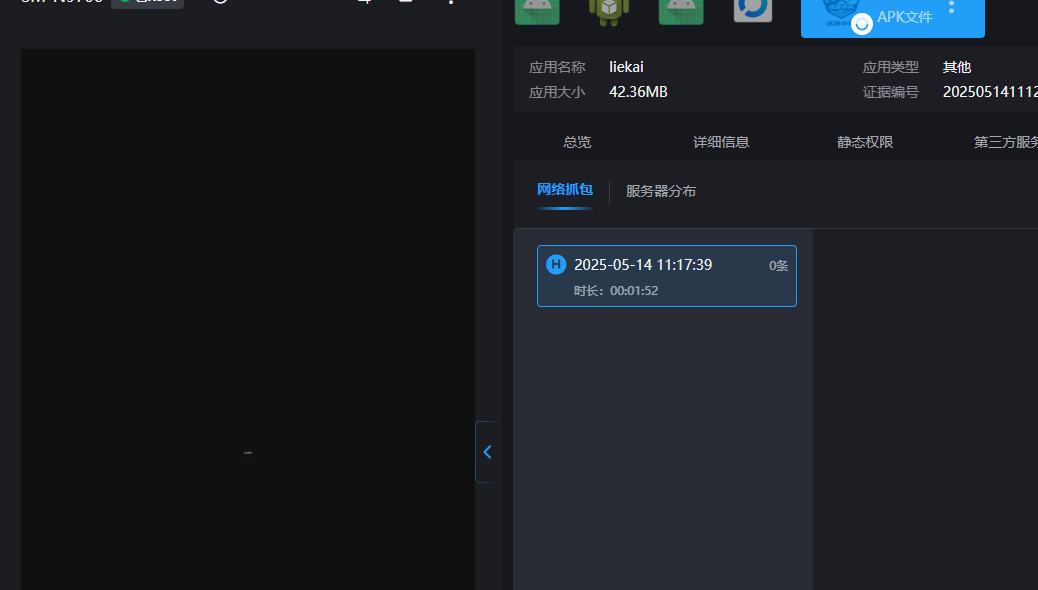 APK文件
应用名称 liekai 应用类型 其他
应用大小 42.36MB 证据编号 202505141112
总览 详细信息 静态权限 第三方服务
网络抓包 服务器分布
H 2025-05-14 11:17:39 0条
时长：00:01:52